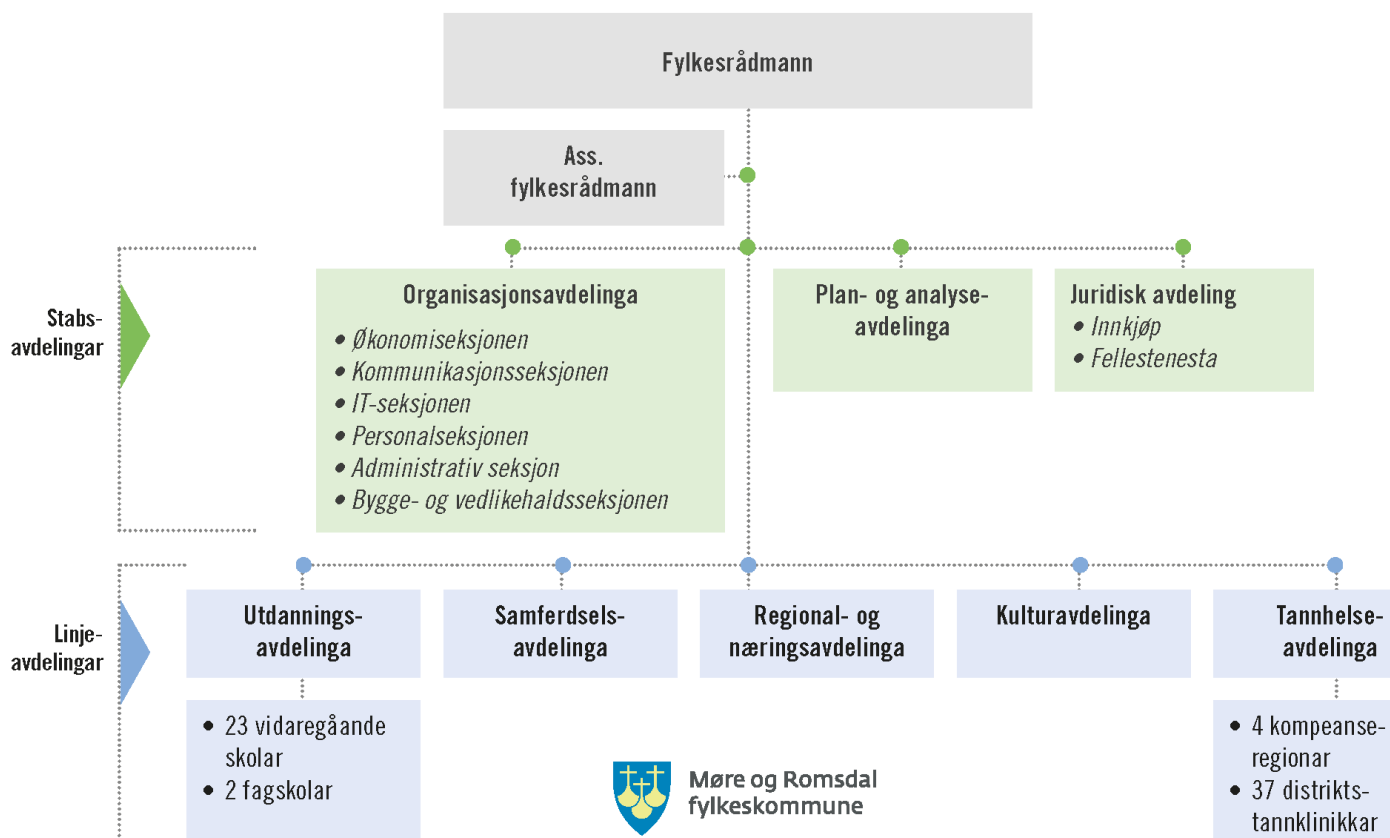 Fylkesrådmann
Ass.
fylkesrådmann
Stabs-
avdelingar
Organisasjonsavdelinga
• Økonomiseksjonen
• Kommunikasjonsseksjonen
• IT-seksjonen
• Personalseksjonen
• Administrativ seksjon
• Bygge- og vedlikehaldsseksjonen
Plan- og analyse-
avdelinga
Juridisk avdeling
• Innkjøp
• Fellestenesta
Linje-
avdelingar
Utdannings-
avdelinga
Samferdsels-
avdelinga
Regional- og
næringsavdelinga
Kulturavdelinga
Tannhelse-
avdelinga
• 23 vidaregåande
skolar
• 2 fagskolar
• 4 kompeanse-
regionar
• 37 distrikts-
tannklinikkar
Møre og Romsdal
fylkeskommune